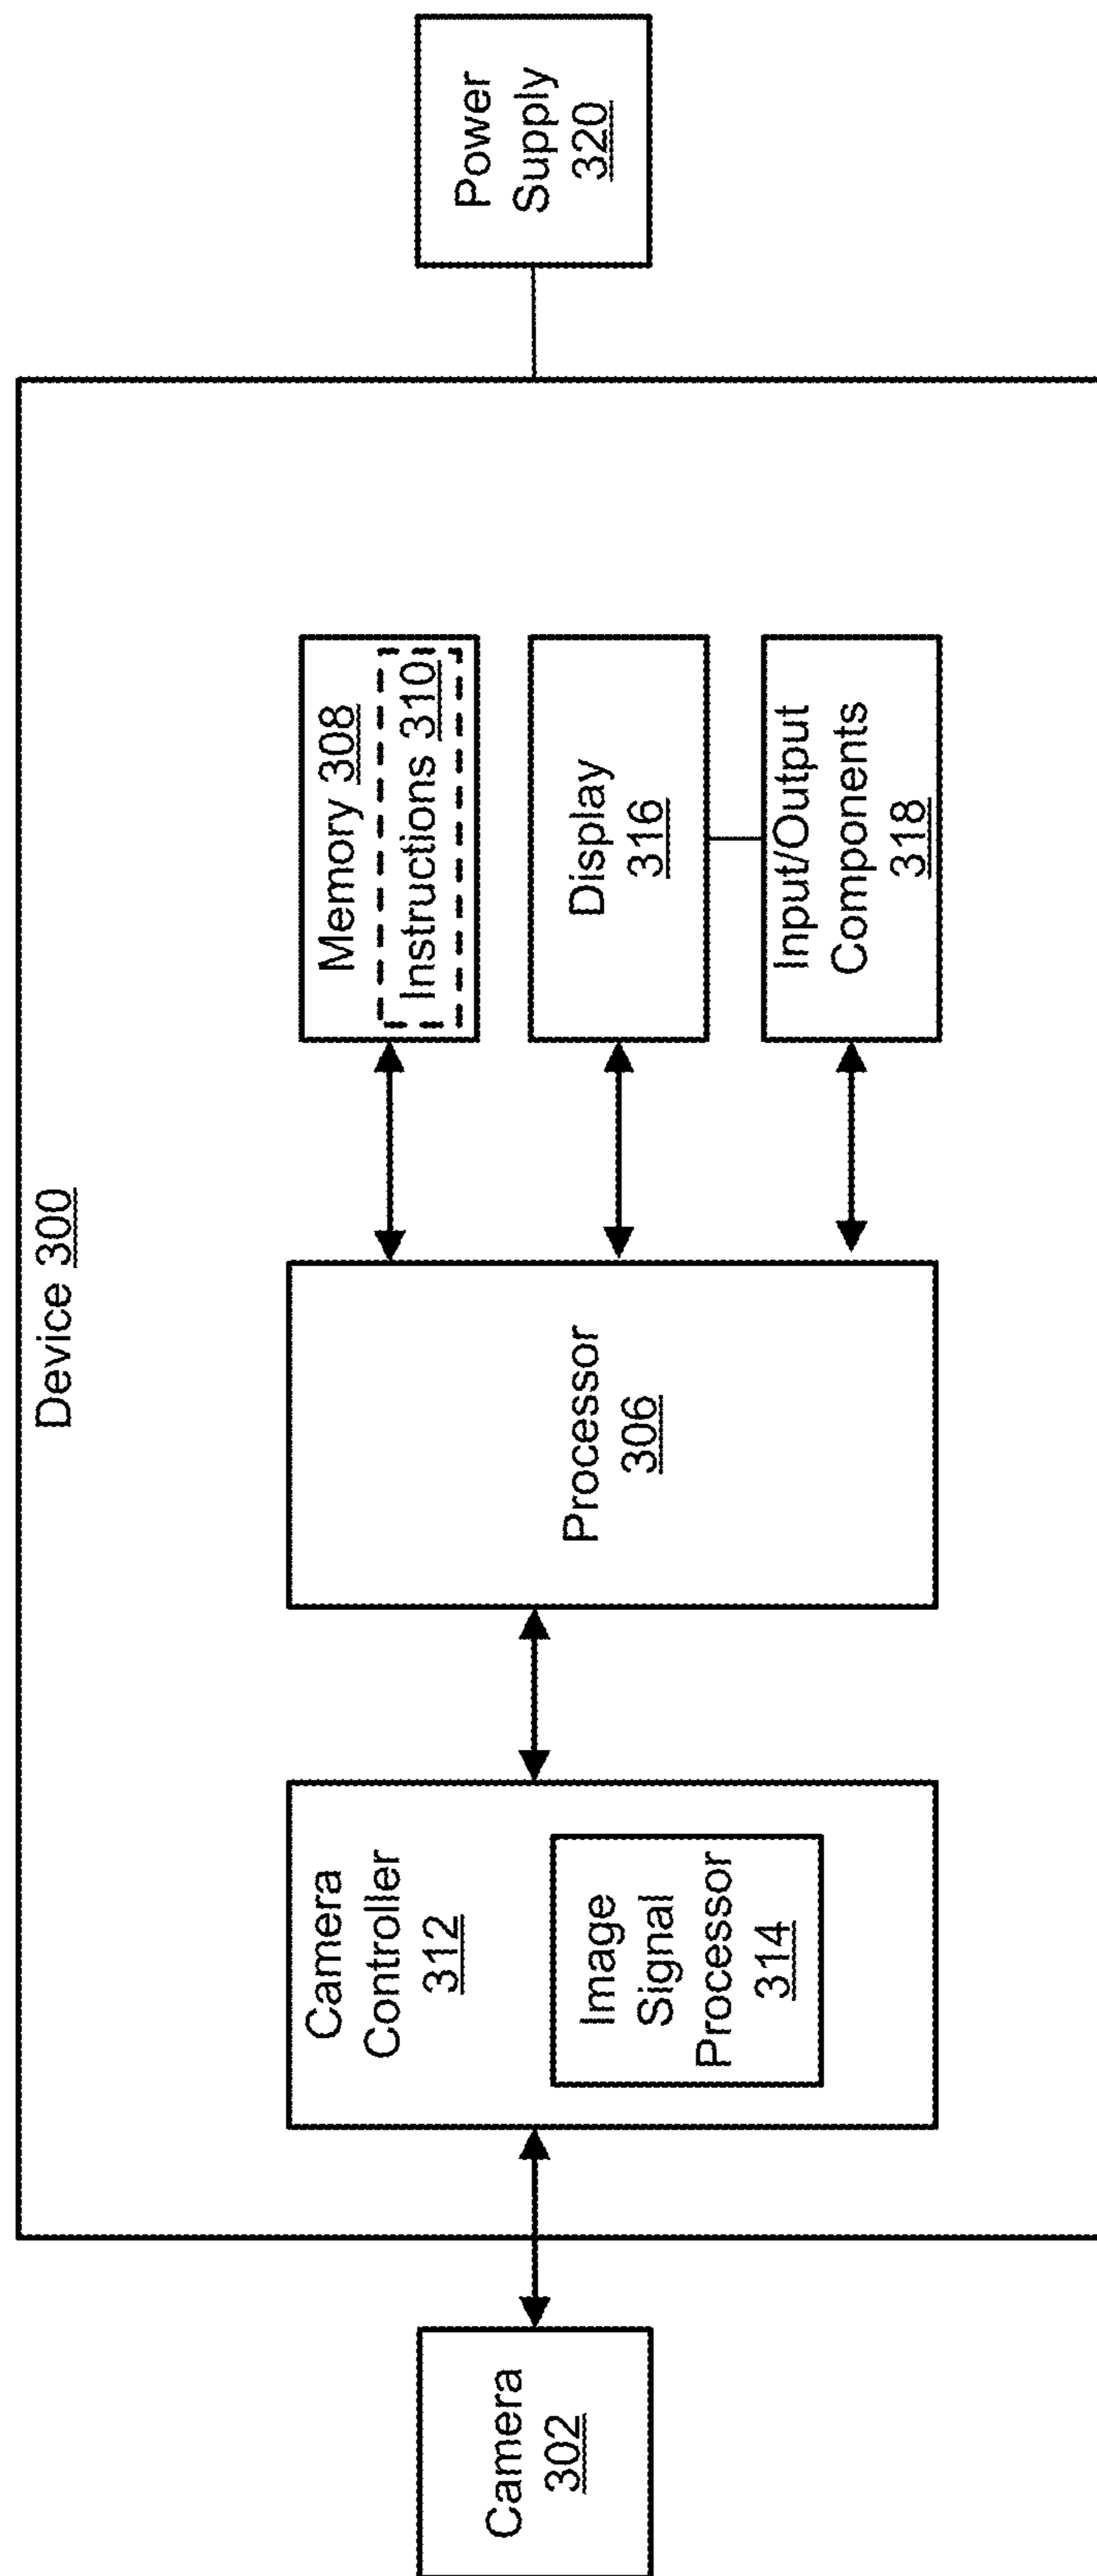 Device 300
Camera
302
Camera
Controller
312
Image
Signal
Processor
314
Processor
306
Memory 308
Instructions 310
Display
316
Input/Output
Components
318
Power
Supply
320